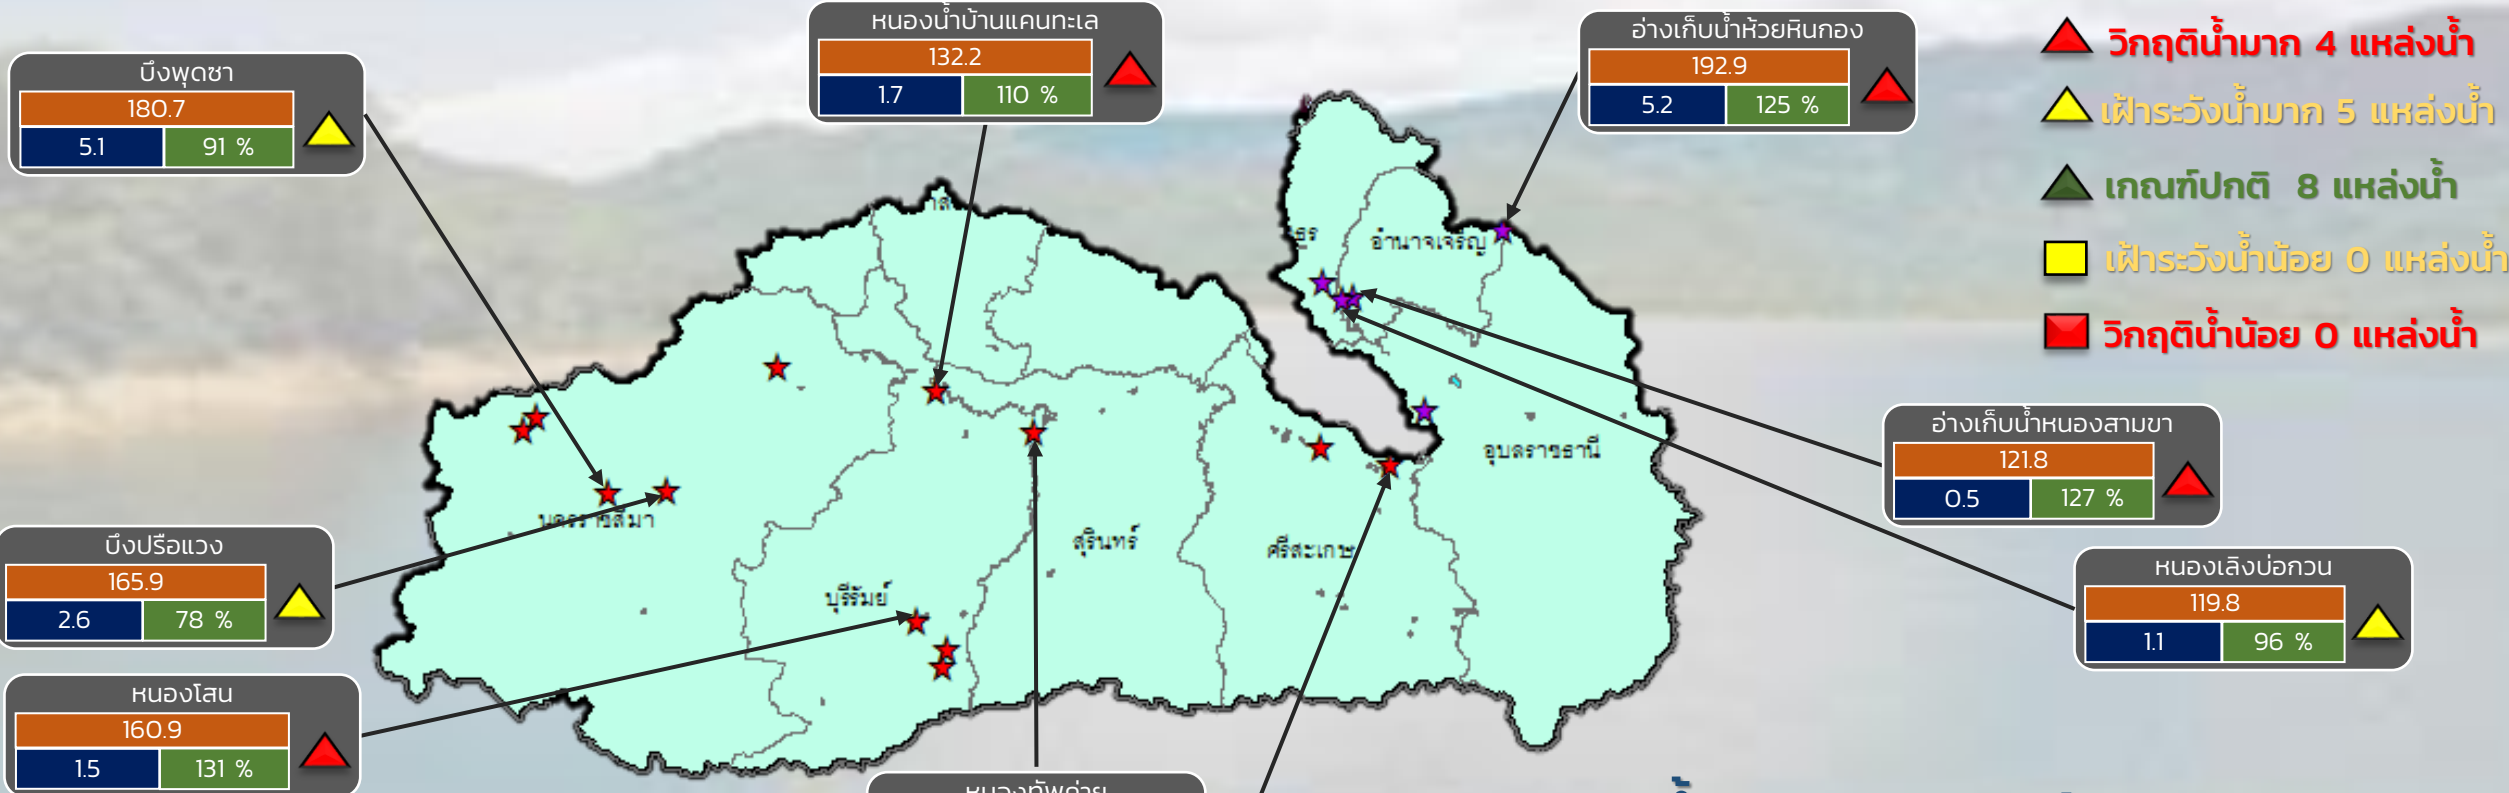 บึงพุดซา
180.7
5.1 91 %
หนองน้ำบ้านแคนทะเล
132.2
1.7 110 %
อ่างเก็บน้ำห้วยหินกอง
192.9
5.2 125 %
วิกฤติน้ำมาก 4 แหล่งน้ำ
เฝ้าระวังน้ำมาก 5 แหล่งน้ำ
เกณฑ์ปกติ 8 แหล่งน้ำ
เฝ้าระวังน้ำน้อย 0 แหล่งน้ำ
วิกฤติน้ำน้อย 0 แหล่งน้ำ
อำนาจเจริญ
อุบลราชธานี
นครราชสีมา
สุรินทร์
ศรีสะเกษ
บุรีรัมย์
อ่างเก็บน้ำหนองสามขา
121.8
0.5 127 %
บึงปรือแวง
165.9
2.6 78 %
หนองเลิงบ่อกวน
119.8
1.1 96 %
หนองโสน
160.9
1.5 131 %